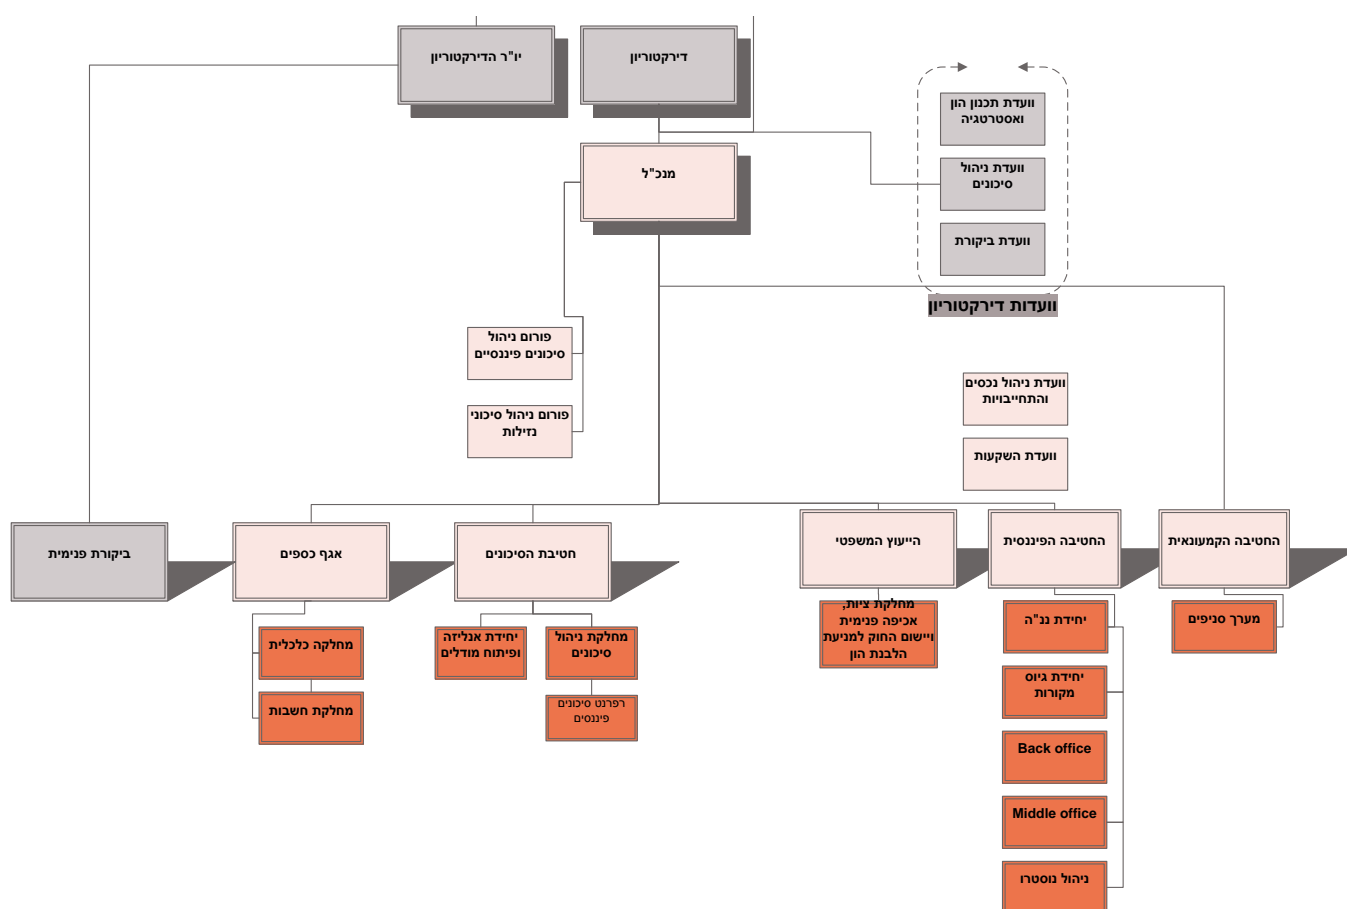 יו"ר הדירקטוריון
דירקטוריון
וועדת תכנון הון
ואסטרטגיה
וועדת ניהול
סיכונים
וועדת ביקורת
וועדות דירקטוריון
מנכ"ל
פורום ניהול
סיכונים פיננסיים
פורום ניהול סיכוני
נזילות
וועדת ניהול נכסים
והתחייבויות
וועדת השקעות
החטיבה הקמעונאית
החטיבה הפיננסית
הייעוץ המשפטי
חטיבת הסיכונים
אגף כספים
ביקורת פנימית
מערך סניפים
יחידת ננ"ה
יחידת גיוס
מקורות
Back office
Middle office
ניהול נוסטרו
מחלקת ציות,
אכיפה פנימית
ויישום החוק למניעת
הלבנת הון
מחלקת ניהול
סיכונים
רפרנט סיכונים
פיננסים
יחידת אנליזה
ופיתוח מודלים
מחלקה כלכלית
מחלקת חשבות